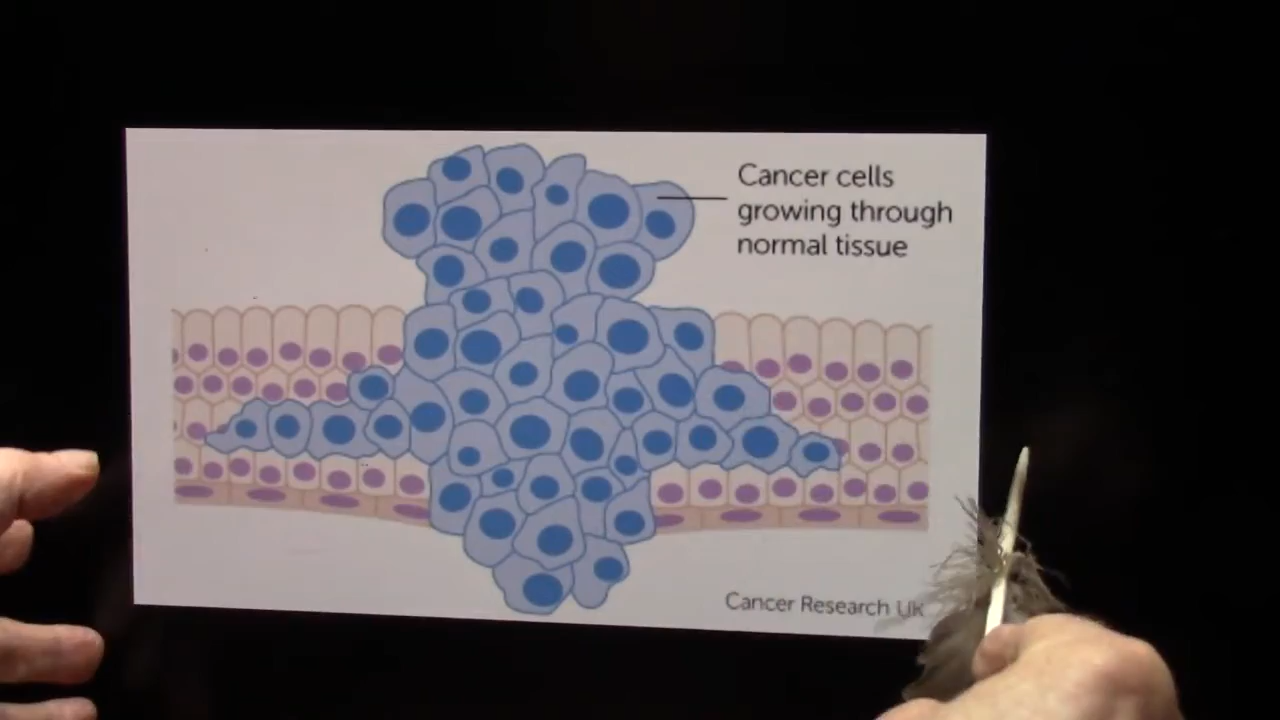 Cancer cells
growing through
normal tissue
Cancer Research UK